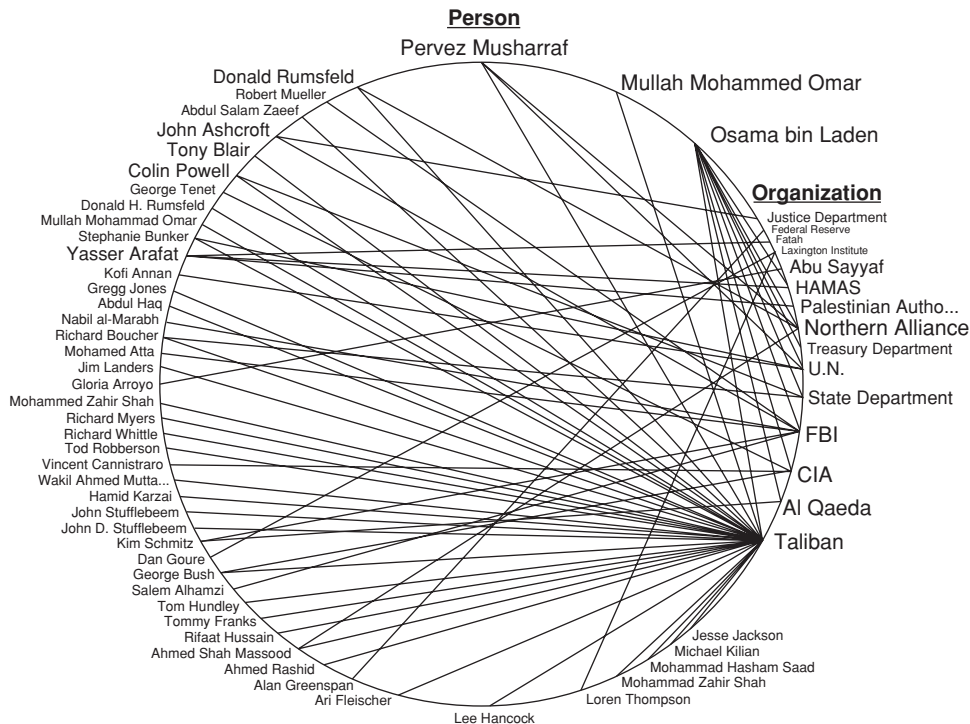 Person
Pervez Musharraf
Mullah Mohammed Omar
Osama bin Laden
Organization
Justice Department
Federal Reserve
Fatah
Laxington Institute
Abu Sayyaf
HAMAS
Palestinian Autho...
Northern Alliance
Treasury Department
U.N.
State Department
FBI
CIA
Al Qaeda
Taliban
Jesse Jackson
Michael Kilian
Mohammad Hasham Saad
Mohammad Zahir Shah
Loren Thompson
Lee Hancock
Ari Fleischer
Alan Greenspan
Ahmed Rashid
Ahmed Shah Massood
Rifaat Hussain
Tommy Franks
Tom Hundley
Salem Alhamzi
George Bush
Dan Goure
Kim Schmitz
John D. Stufflebeem
John Stufflebeem
Hamid Karzai
Wakil Ahmed Mutta...
Vincent Cannistraro
Tod Robberson
Richard Whittle
Richard Myers
Mohammed Zahir Shah
Gloria Arroyo
Jim Landers
Mohamed Atta
Richard Boucher
Nabil al-Marabh
Abdul Haq
Gregg Jones
Kofi Annan
Yasser Arafat
Stephanie Bunker
Mullah Mohammad Omar
Donald H. Rumsfeld
George Tenet
Colin Powell
Tony Blair
John Ashcroft
Abdul Salam Zaeef
Robert Mueller
Donald Rumsfeld